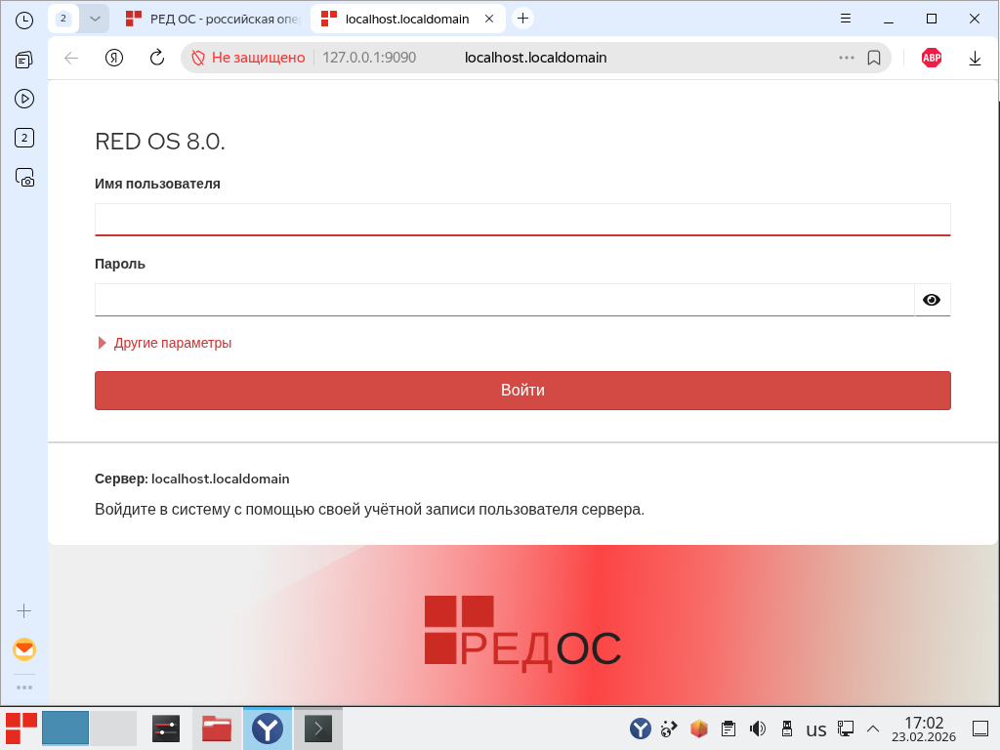 2
РЕД ОС - российская опе
localhost.localdomain
Не защищено
127.0.0.1:9090
localhost.localdomain
ABP
2
RED OS 8.0.
Имя пользователя
Пароль
Другие параметры
Войти
Сервер: localhost.localdomain
Войдите в систему с помощью своей учётной записи пользователя сервера.
РЕДОС
us
17:02
23.02.2026